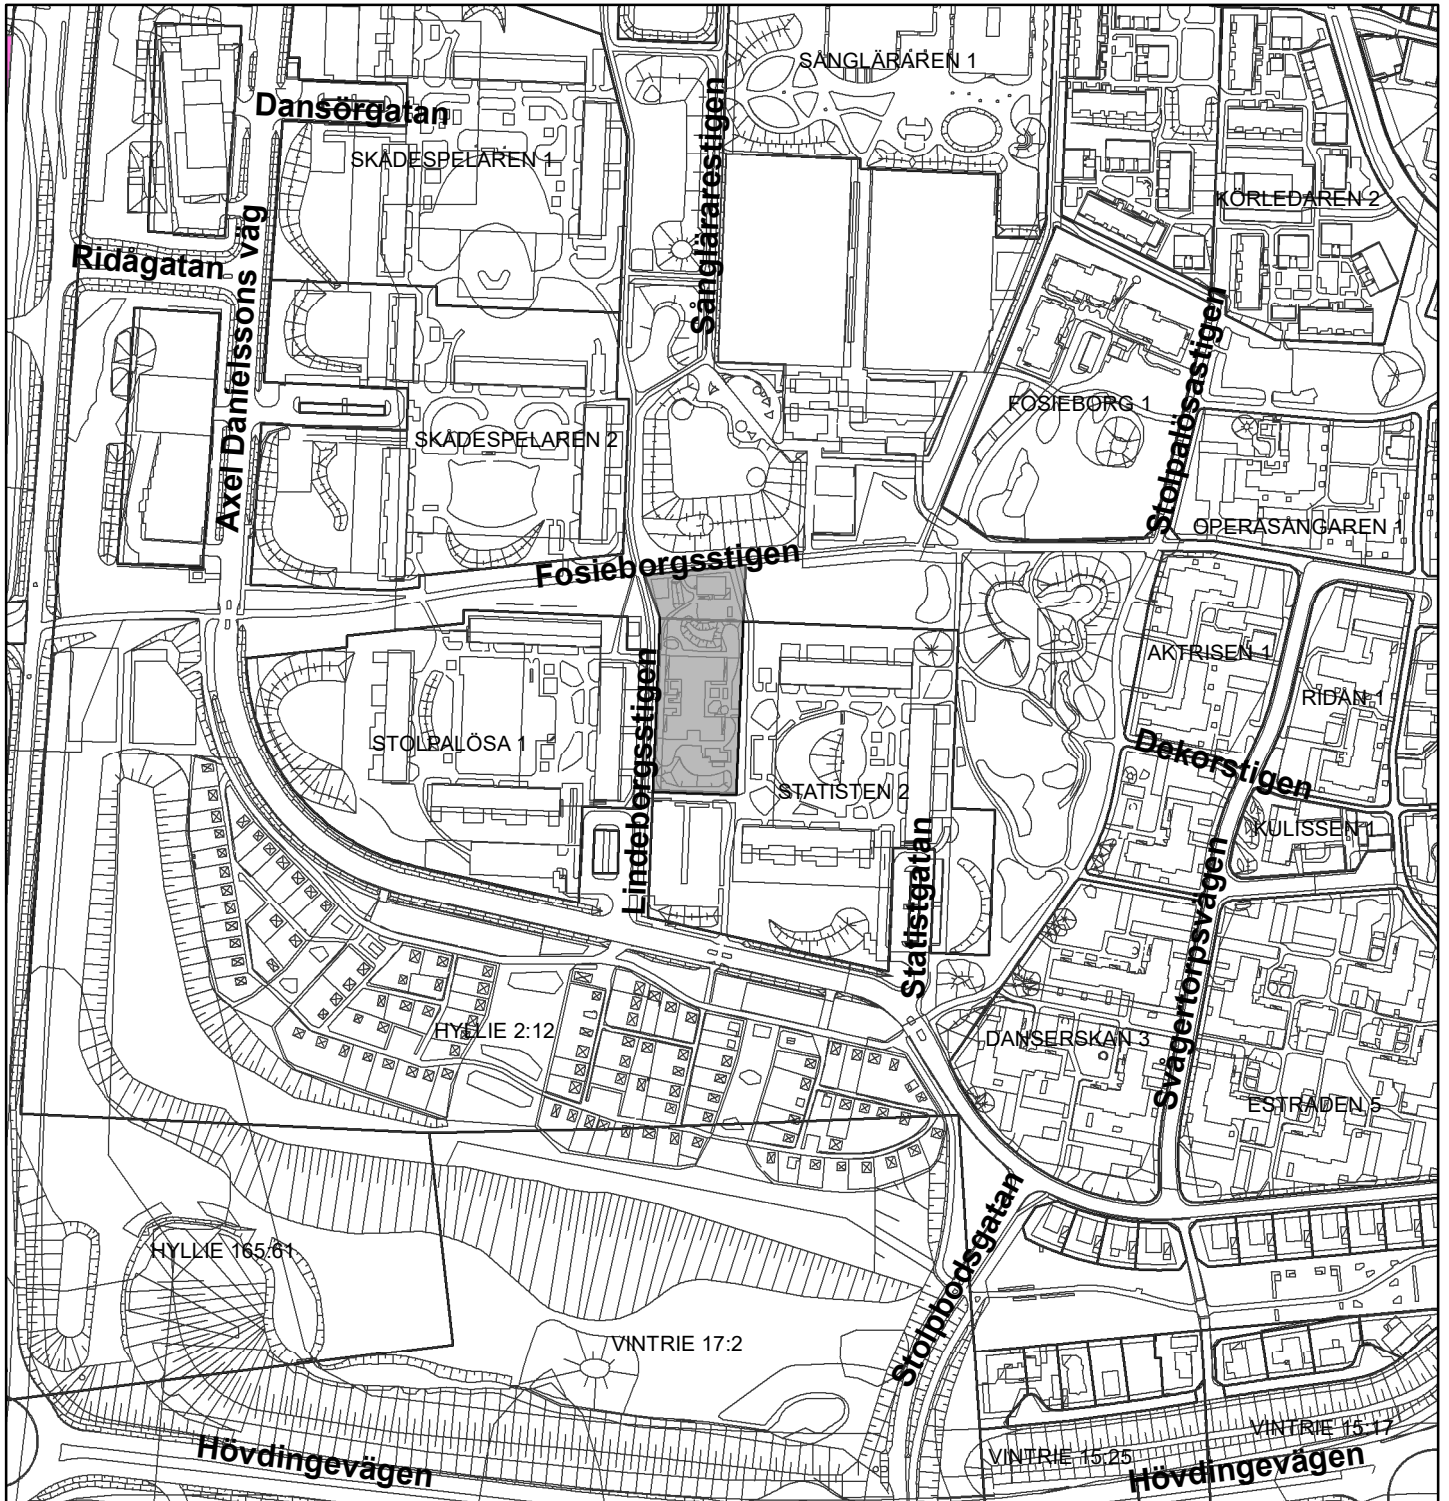 SÅNGLÄRAREN 1
Dansörgatan
SKÅDESPELAREN 1
Sånglärarestigen
KÖRLEDAREN 2
Ridågatan
Axel Danielssons väg
Stolpalösastigen
FOSIEBORG 1
SKÅDESPELAREN 2
OPERASÅNGAREN 1
Fosieborgsstigen
AKTRISEN 1
RIDÅN 1
STOLPALÖSA 1
Lindeborgsstigen
Dekorstigen
STATISTEN 2
KULISSEN 1
Statistgatan
Svågertorpsvägen
HYLLIE 2:12
DANSERSKAN 3
ESTRADEN 5
Stolpbodsgatan
HYLLIE 165:61
VINTRIE 17:2
VINTRIE 15:17
Hövdingevägen
VINTRIE 15:25
Hövdingevägen